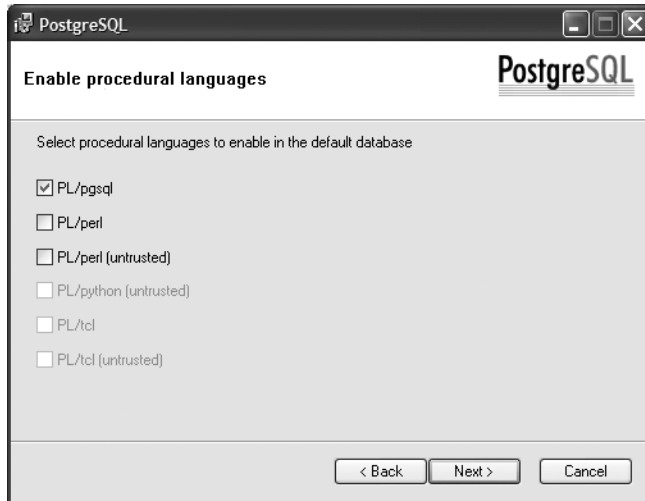 PostgreSQL
Enable procedural languages
PostgreSQL
Select procedural languages to enable in the default database
PL/pgsql
PL/perl
PL/perl (untrusted)
PL/python (untrusted)
PL/tcl
PL/tcl (untrusted)
< Back
Next >
Cancel